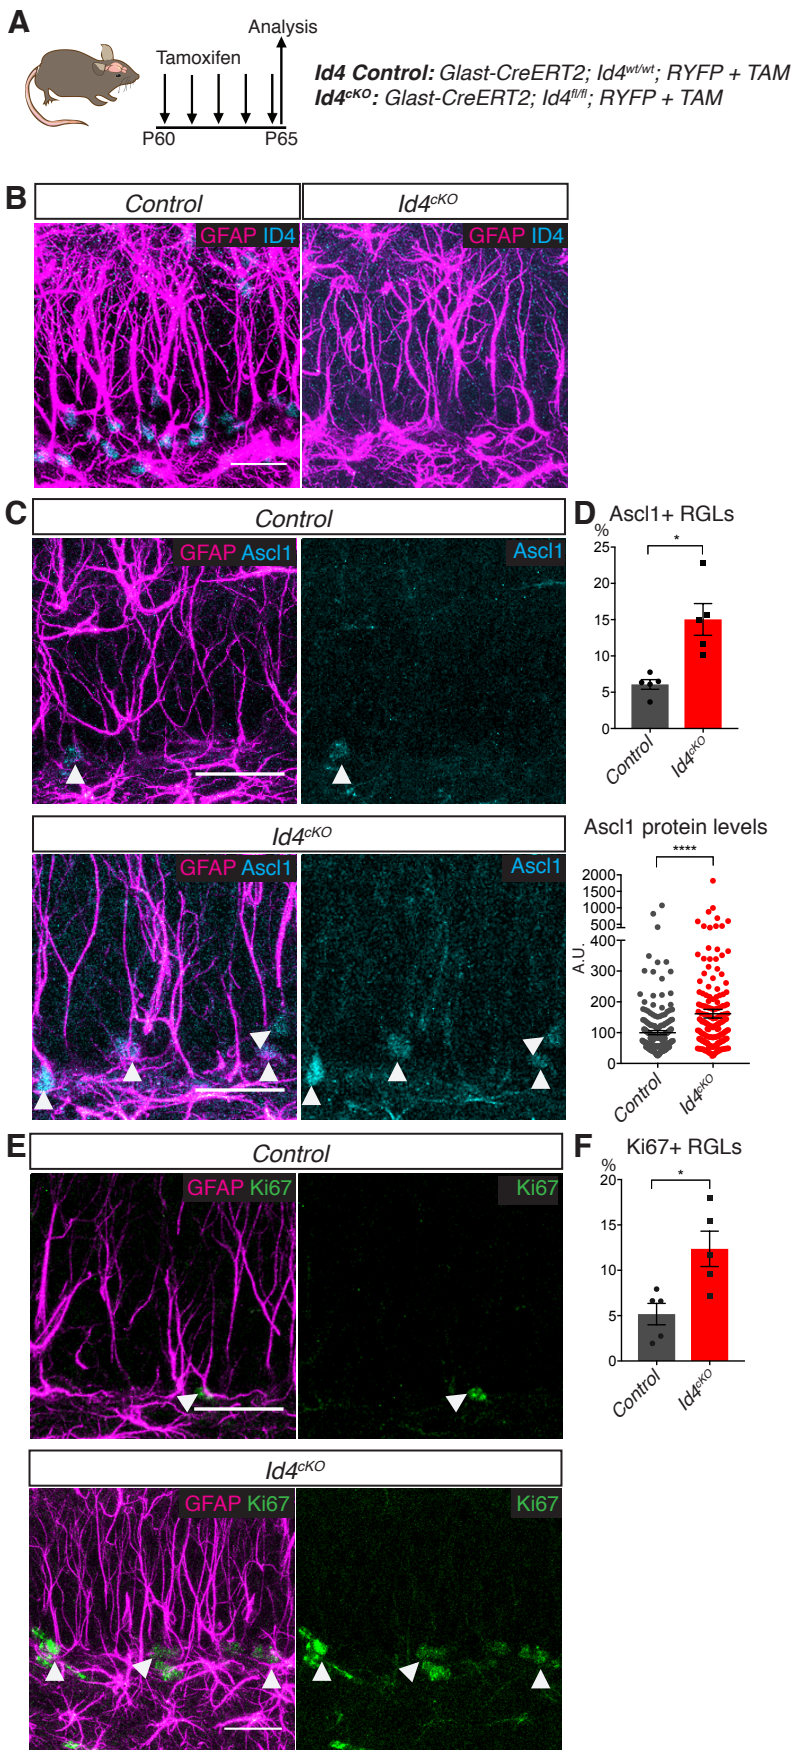 A
Analysis
Tamoxifen
P60
P65
Id4 Control: Glast-CreERT2; Id4wt/wt; RYFP + TAM
Id4cKO: Glast-CreERT2; Id4fl/fl; RYFP + TAM
B
Control
Id4cKO
GFAP ID4
GFAP ID4
C
Control
GFAP Ascl1
Ascl1
Id4cKO
GFAP Ascl1
Ascl1
D
Ascl1+ RGLs
%
25
20
15
10
5
0
*
Control
Id4cKO
Ascl1 protein levels
****
2000
1500
1000
500
400
300
200
100
0
A.U.
Control
Id4cKO
E
Control
GFAP Ki67
Ki67
Id4cKO
GFAP Ki67
Ki67
F
Ki67+ RGLs
%
20
15
10
5
0
*
Control
Id4cKO